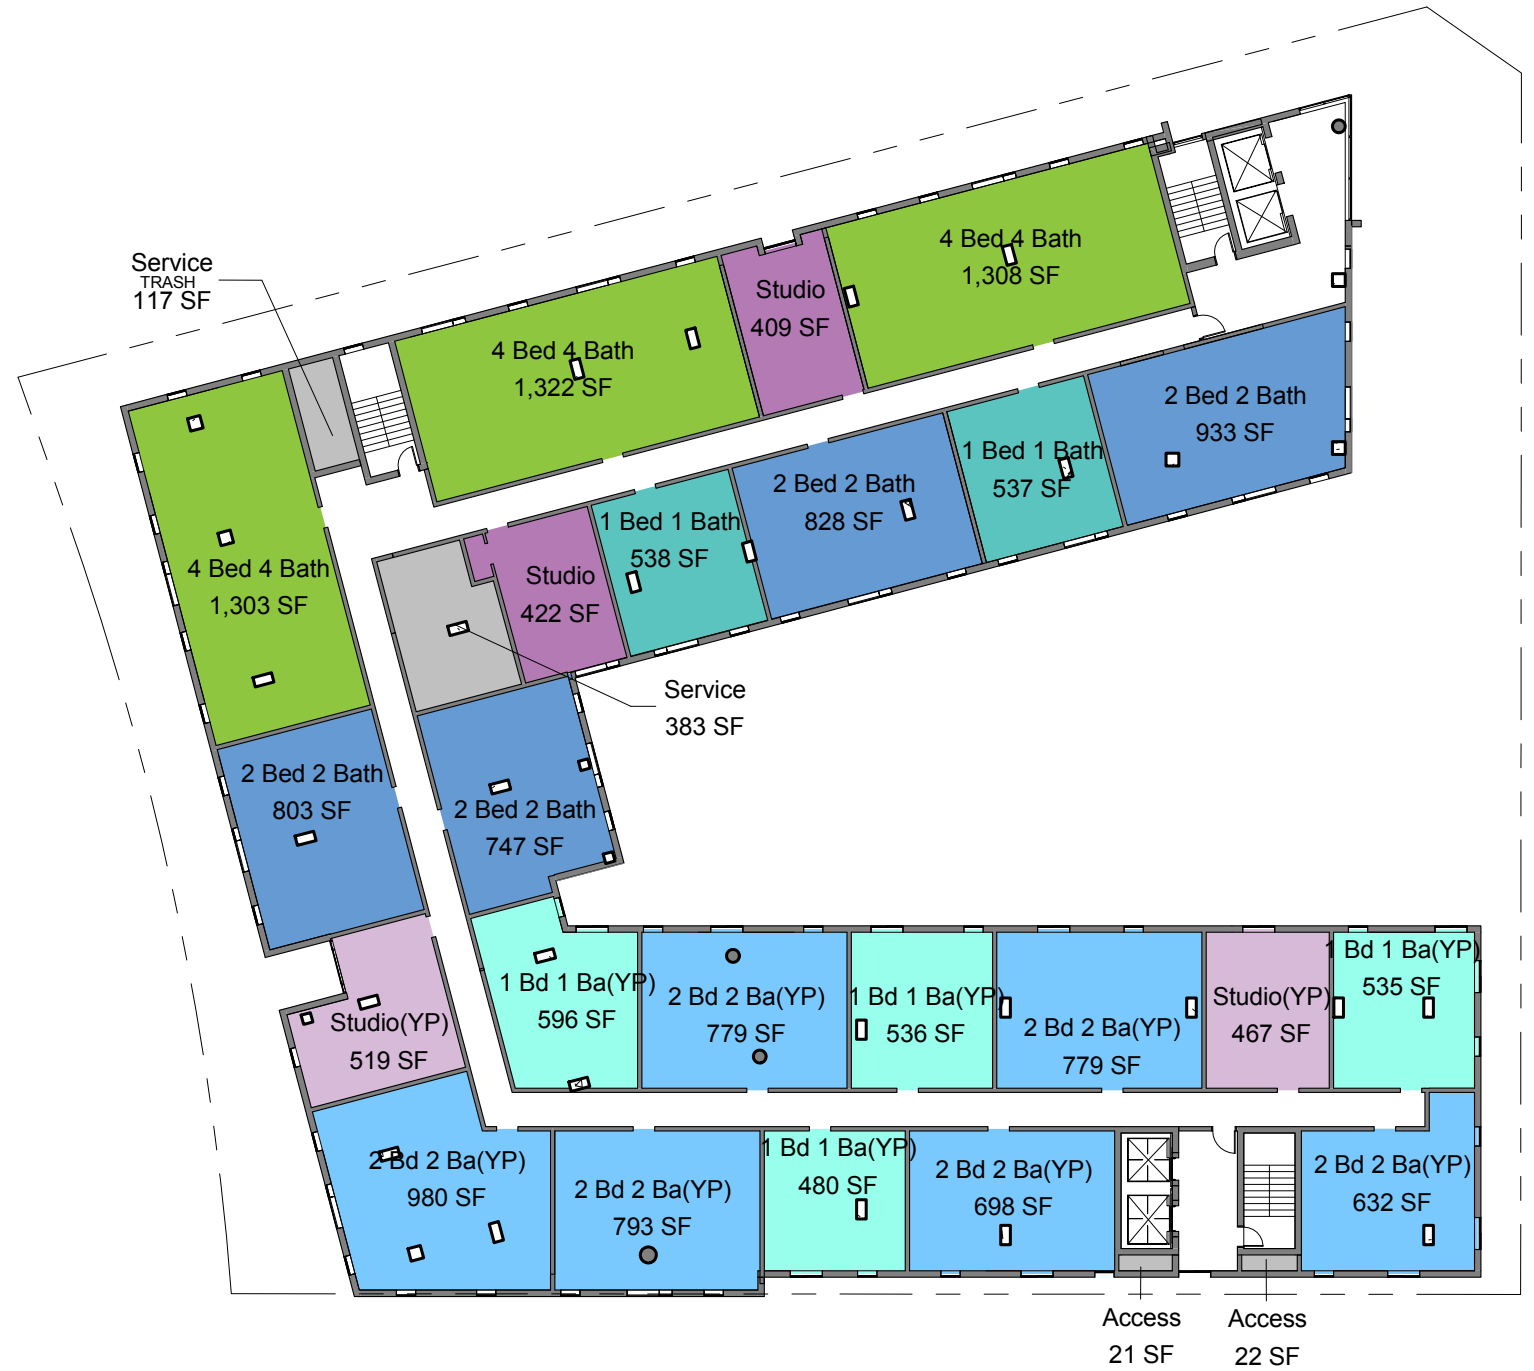 Service
TRASH
117 SF
4 Bed 4 Bath
1,308 SF
Studio
409 SF
4 Bed 4 Bath
1,322 SF
2 Bed 2 Bath
933 SF
1 Bed 1 Bath
537 SF
2 Bed 2 Bath
828 SF
1 Bed 1 Bath
538 SF
Studio
422 SF
4 Bed 4 Bath
1,303 SF
Service
383 SF
2 Bed 2 Bath
803 SF
2 Bed 2 Bath
747 SF
1 Bd 1 Ba(YP)
596 SF
2 Bd 2 Ba(YP)
779 SF
1 Bd 1 Ba(YP)
536 SF
2 Bd 2 Ba(YP)
779 SF
Studio(YP)
467 SF
1 Bd 1 Ba(YP)
535 SF
Studio(YP)
519 SF
2 Bd 2 Ba(YP)
980 SF
2 Bd 2 Ba(YP)
793 SF
1 Bd 1 Ba(YP)
480 SF
2 Bd 2 Ba(YP)
698 SF
2 Bd 2 Ba(YP)
632 SF
Access
21 SF
Access
22 SF